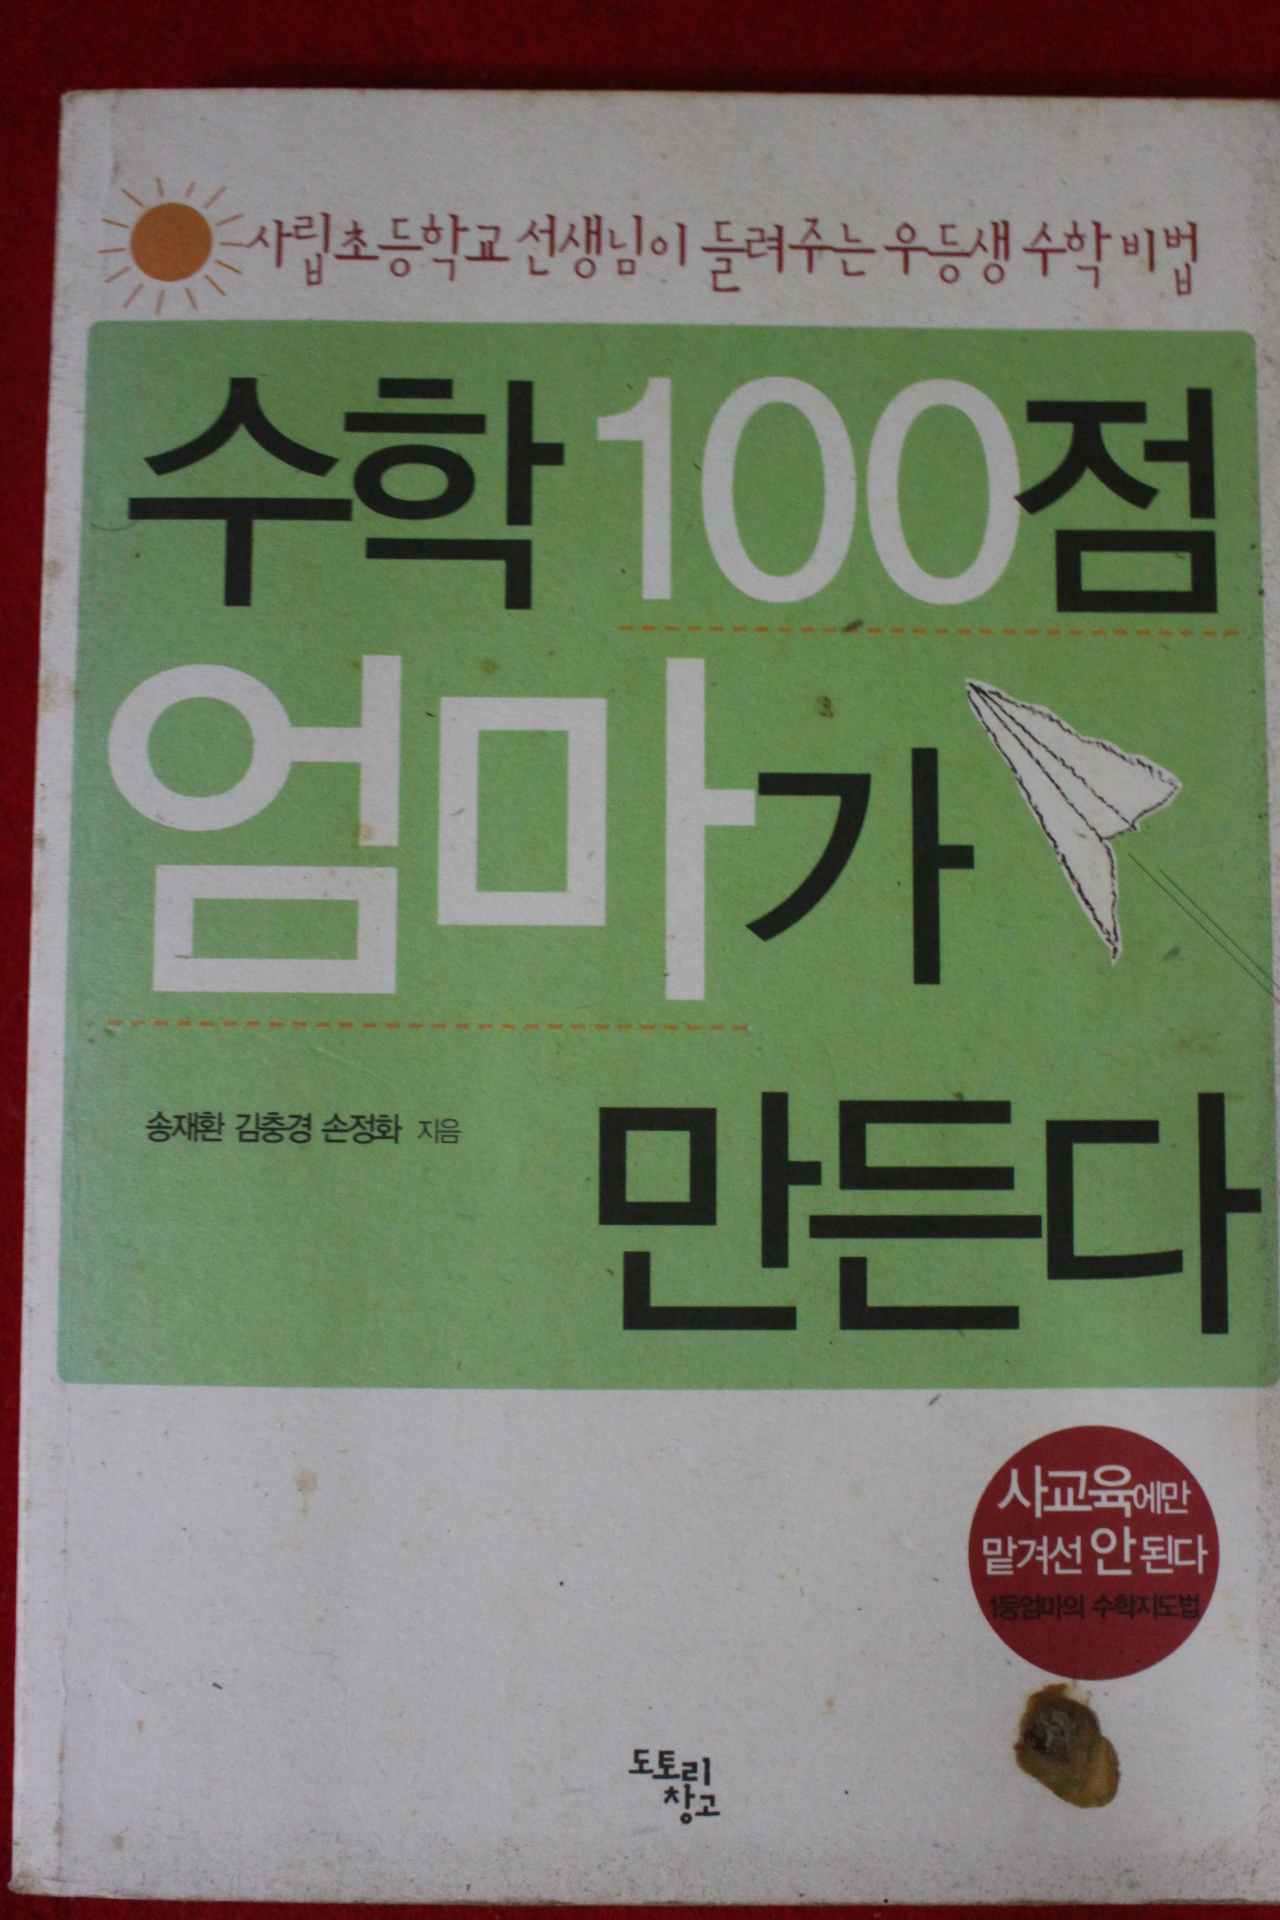 사립초등학교 선생님이 들려주는 우등생 수학 비법
수학 100점
엄마가
만든다
송재환 김충경 손정화 지음
사교육에만
맡겨선 안 된다
1등엄마의 수학지도법
도토리
창고